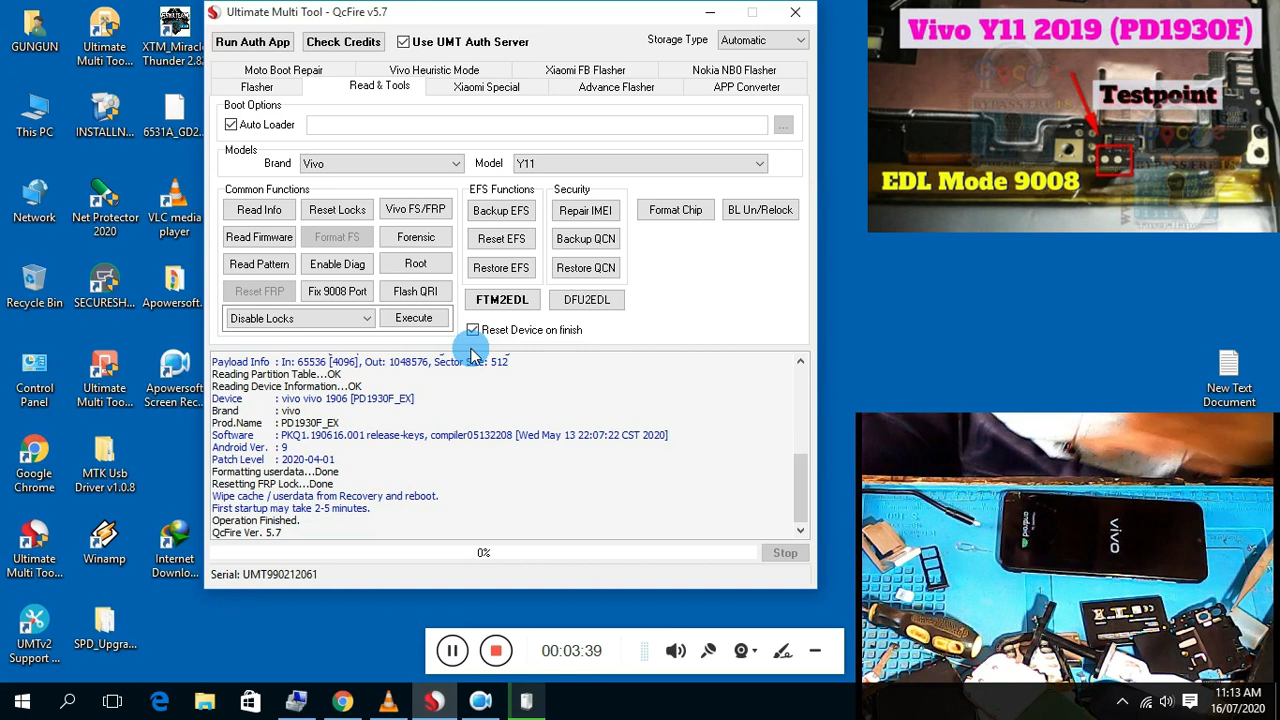 GUNGUN
Ultimate
Multi Too...
XTM_Miracle
Thunder 2.82
This PC
INSTALLN...
6531A_GD2...
Network
Net Protector
2020
VLC media
player
Recycle Bin
SECURESH...
Apowersoft...
Control
Panel
Ultimate
Multi Too...
Apowersoft
Screen Rec...
Google
Chrome
MTK Usb
Driver v1.0.8
Ultimate
Multi Too...
Winamp
Internet
Downlo...
UMTv2
Support ...
SPD_Upgra...
Ultimate Multi Tool - QcFire v5.7
Run Auth App
Check Credits
Use UMT Auth Server
Storage Type
Automatic
Moto Boot Repair
Vivo Heuristic Mode
Xiaomi FB Flasher
Nokia NB0 Flasher
Flasher
Read & Tools
Xiaomi Special
Advance Flasher
APP Converter
Boot Options
Auto Loader
...
Models
Brand
Vivo
Model
Y11
Common Functions
EFS Functions
Security
Read Info
Reset Locks
Vivo FS/FRP
Backup EFS
Repair IMEI
Format Chip
BL Un/Relock
Read Firmware
Format FS
Forensic
Reset EFS
Backup QCN
Read Pattern
Enable Diag
Root
Restore EFS
Restore QCN
Reset FRP
Fix 9008 Port
Flash QRI
FTM2EDL
DFU2EDL
Disable Locks
Execute
Reset Device on finish
Payload Info : In: 65536 [4096], Out: 1048576, Sector Size: 512
Reading Partition Table...OK
Reading Device Information...OK
Device : vivo vivo 1906 [PD1930F_EX]
Brand : vivo
Prod.Name : PD1930F_EX
Software : PKQ1.190616.001 release-keys, compiler05132208 [Wed May 13 22:07:22 CST 2020]
Android Ver. : 9
Patch Level : 2020-04-01
Formatting userdata...Done
Resetting FRP Lock...Done
Wipe cache / userdata from Recovery and reboot.
First startup may take 2-5 minutes.
Operation Finished.
QcFire Ver. 5.7
0%
Stop
Serial: UMT990212061
Vivo Y11 2019 (PD1930F)
Testpoint
EDL Mode 9008
New Text
Document
vivo
android
00:03:39
11:13 AM
16/07/2020